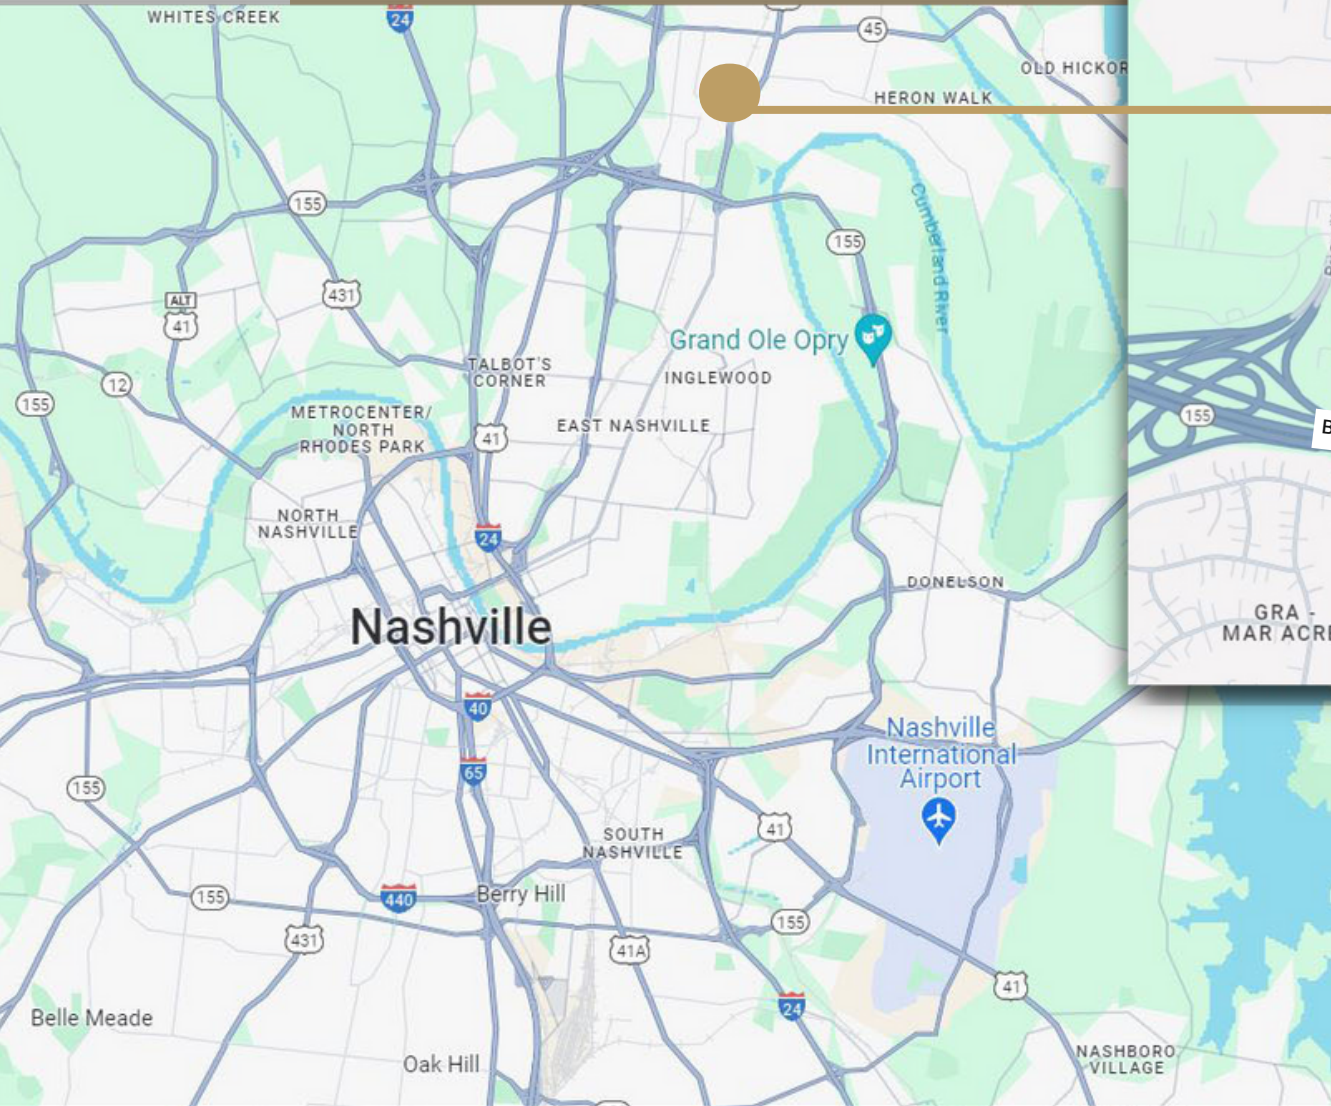 WHITES CREEK
24
45
OLD HICKOR
HERON WALK
155
155
Cumberland River
ALT
41
431
Grand Ole Opry
TALBOT'S
CORNER
INGLEWOOD
12
155
155
METROCENTER/
NORTH
RHODES PARK
41
EAST NASHVILLE
B
NORTH
NASHVILLE
24
DONELSON
GRA -
MAR ACRE
Nashville
40
65
Nashville
International
Airport
155
41
SOUTH
NASHVILLE
Berry Hill
155
440
155
431
41A
41
24
Belle Meade
Oak Hill
NASHBORO
VILLAGE